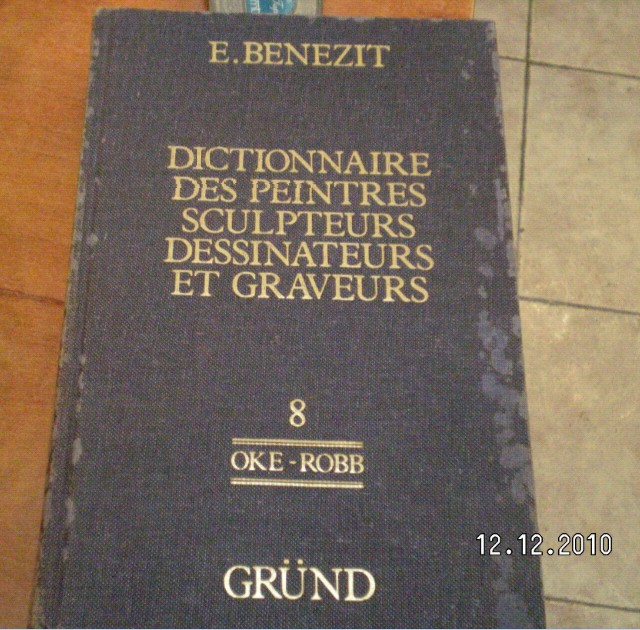 E. BENEZIT
DICTIONNAIRE
DES PEINTRES
SCULPTEURS
DESSINATEURS
ET GRAVEURS
8
OKE - ROBB
GRÜND
12.12.2010